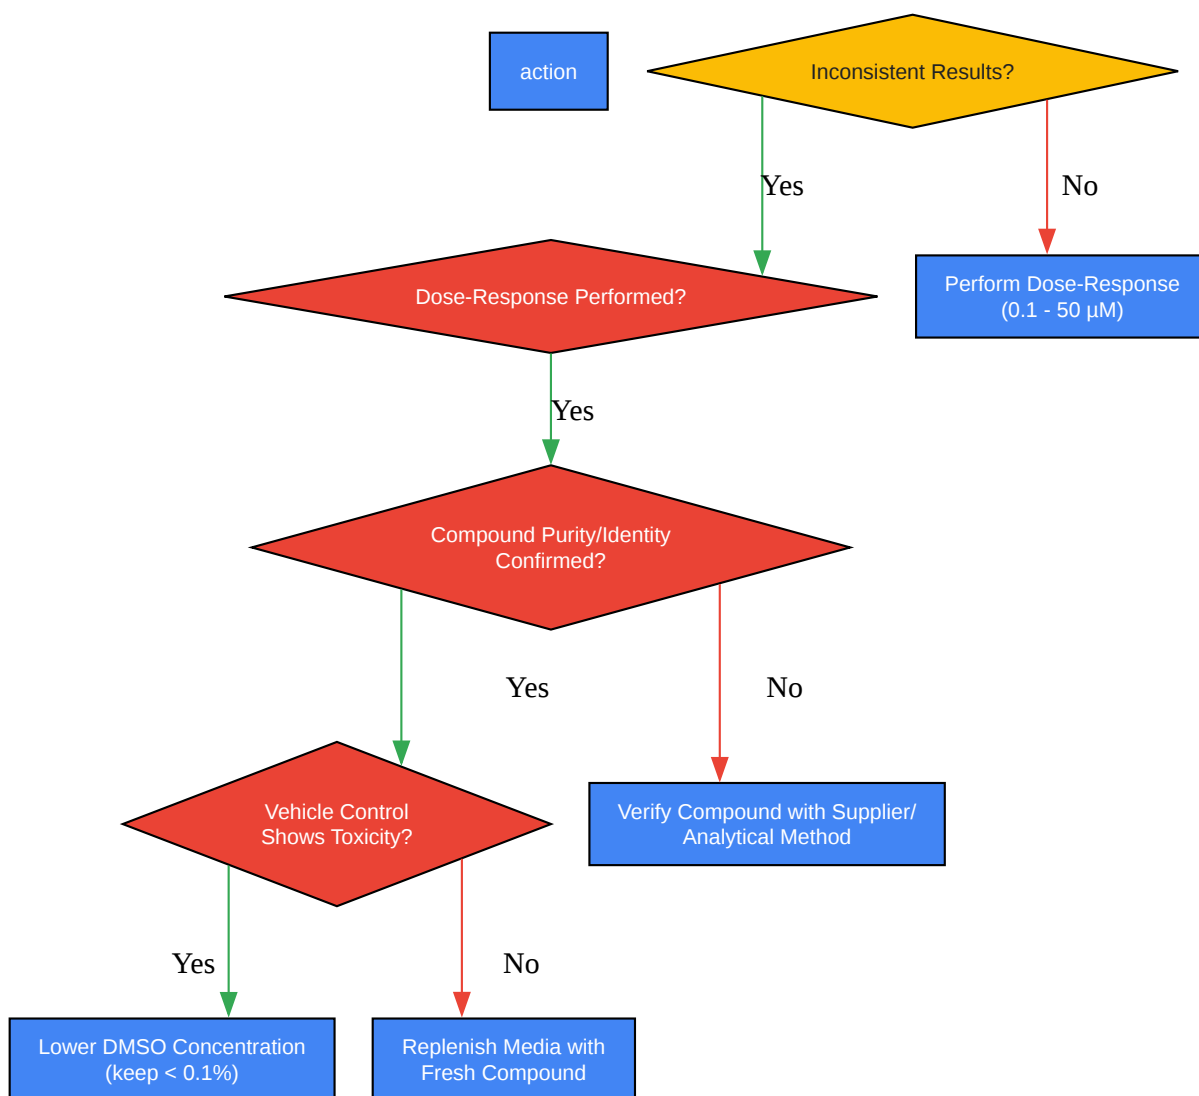 action
Inconsistent Results?
Yes
No
Dose-Response Performed?
Perform Dose-Response
(0.1 - 50 µM)
Yes
Compound Purity/Identity
Confirmed?
Yes
No
Vehicle Control
Shows Toxicity?
Verify Compound with Supplier/
Analytical Method
Yes
No
Lower DMSO Concentration
(keep < 0.1%)
Replenish Media with
Fresh Compound